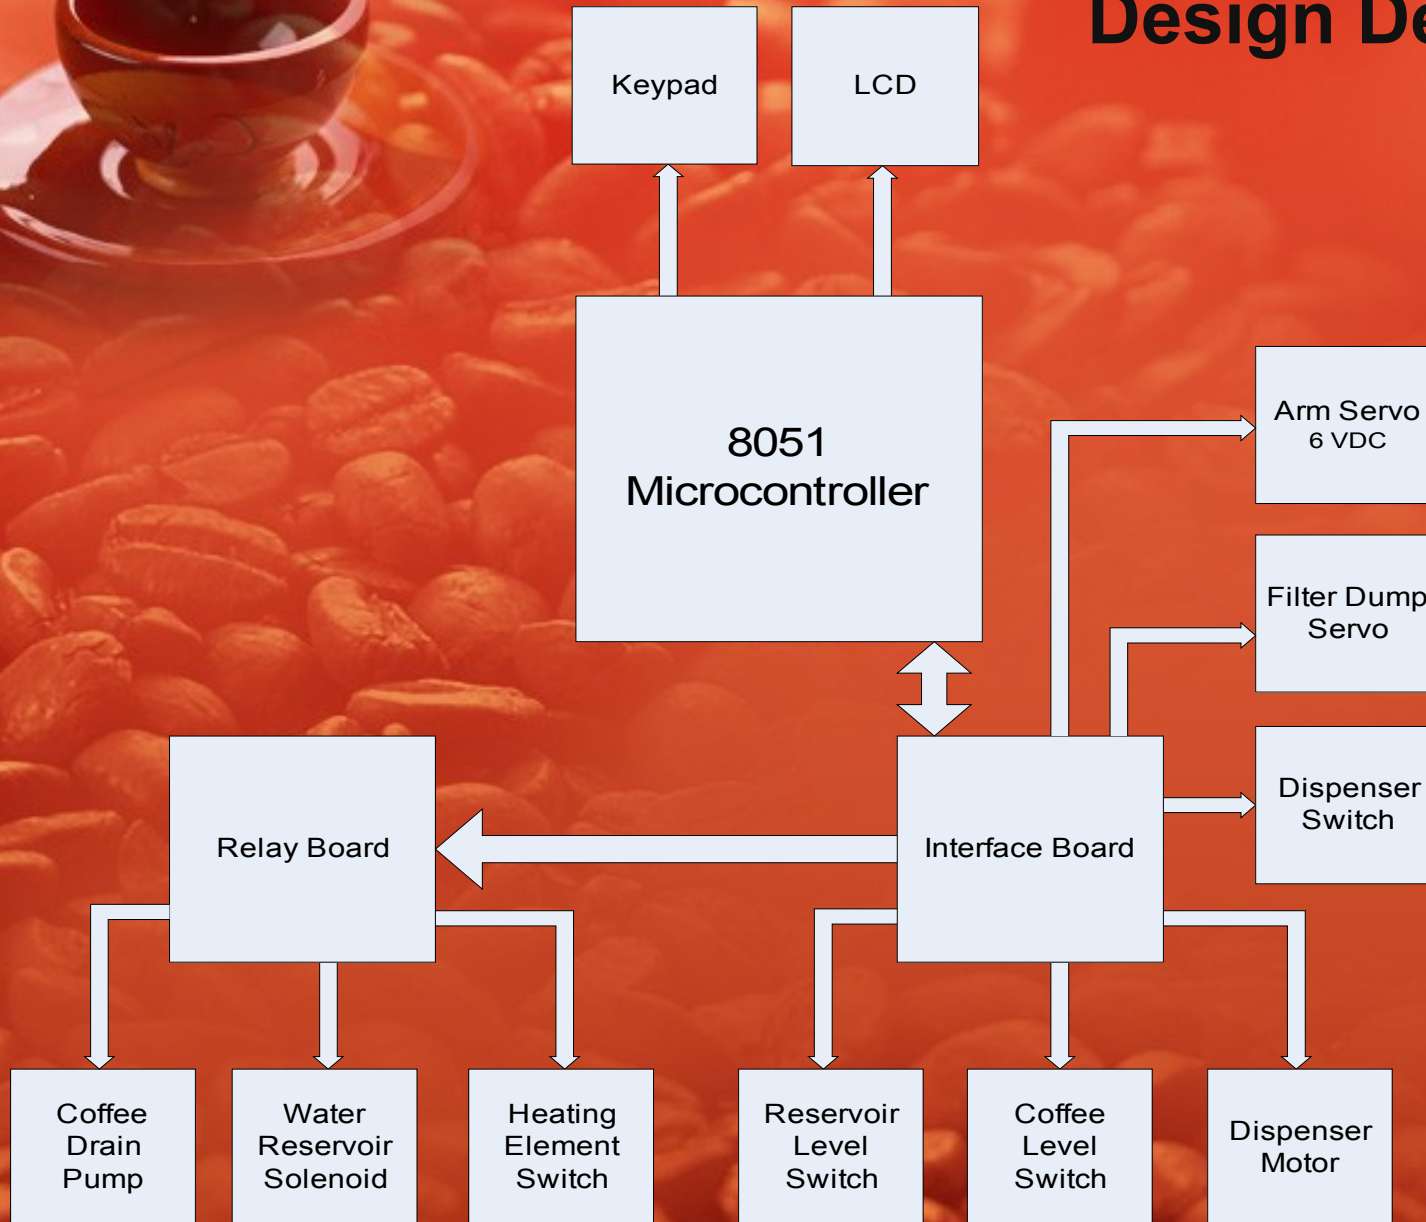 Design De
Keypad
LCD
8051
Microcontroller
Arm Servo
6 VDC
Filter Dump
Servo
Dispenser
Switch
Relay Board
Interface Board
Coffee
Drain
Pump
Water
Reservoir
Solenoid
Heating
Element
Switch
Reservoir
Level
Switch
Coffee
Level
Switch
Dispenser
Motor